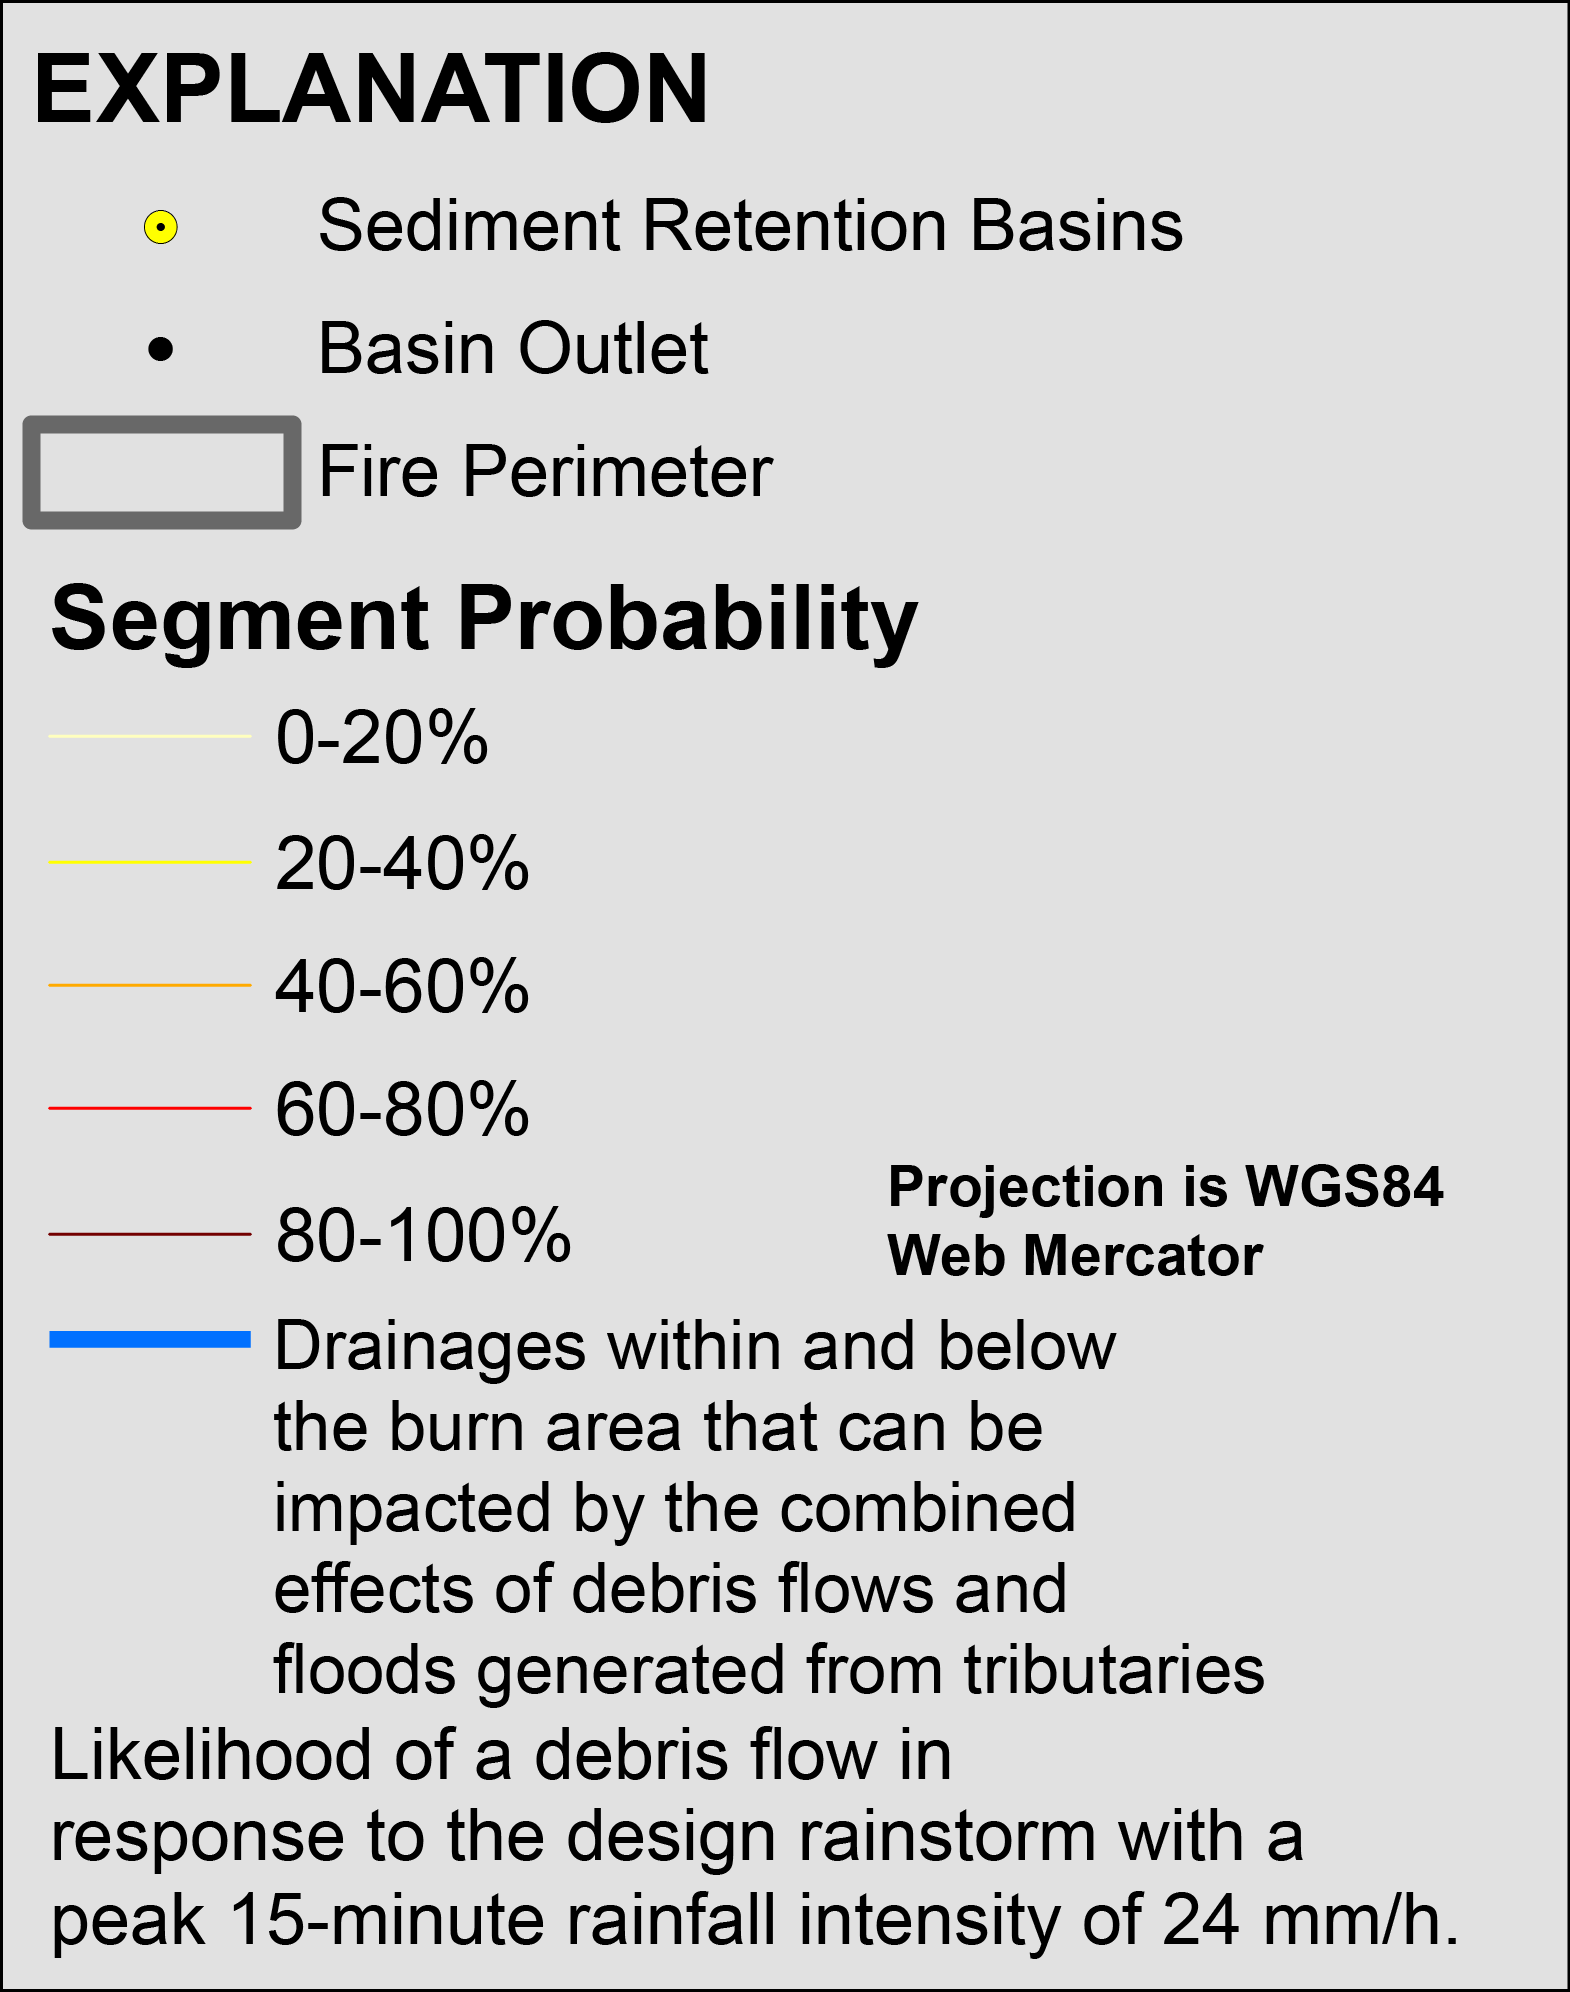 EXPLANATION
Sediment Retention Basins
Basin Outlet
Fire Perimeter
Segment Probability
0-20%
20-40%
40-60%
60-80%
80-100%
Projection is WGS84
Web Mercator
Drainages within and below
the burn area that can be
impacted by the combined
effects of debris flows and
floods generated from tributaries
Likelihood of a debris flow in
response to the design rainstorm with a
peak 15-minute rainfall intensity of 24 mm/h.